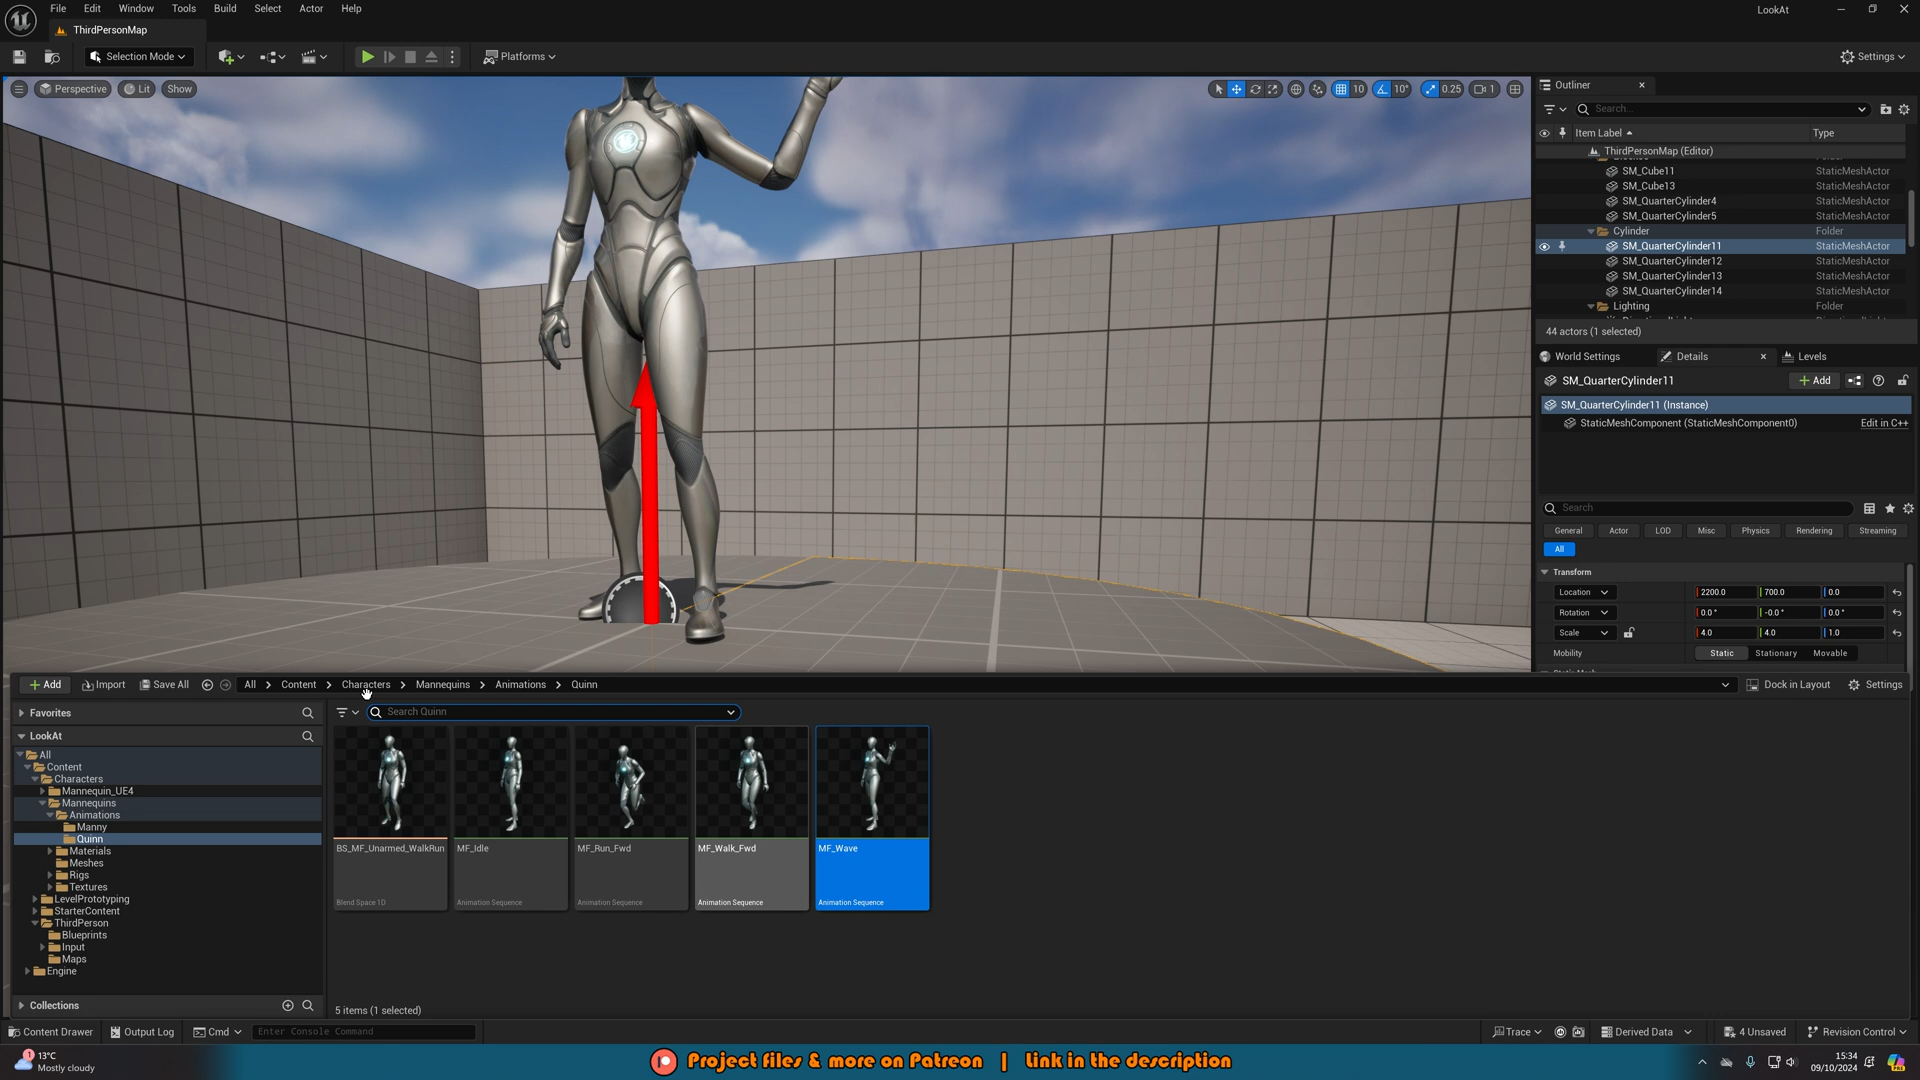 File Edit Window Tools Build Select Actor Help
LookAt
ThirdPersonMap
Selection Mode
Platforms
Settings
Perspective Lit Show
10 10° 0.25 1
Outliner
Search...
Item Label Type
ThirdPersonMap (Editor)
SM_Cube11 StaticMeshActor
SM_Cube13 StaticMeshActor
SM_QuarterCylinder4 StaticMeshActor
SM_QuarterCylinder5 StaticMeshActor
Cylinder Folder
SM_QuarterCylinder11 StaticMeshActor
SM_QuarterCylinder12 StaticMeshActor
SM_QuarterCylinder13 StaticMeshActor
SM_QuarterCylinder14 StaticMeshActor
Lighting Folder
44 actors (1 selected)
World Settings Details Levels
SM_QuarterCylinder11 Add
SM_QuarterCylinder11 (Instance)
StaticMeshComponent (StaticMeshComponent0) Edit in C++
Search
General Actor LOD Misc Physics Rendering Streaming
All
Transform
Location 2200.0 700.0 0.0
Rotation 0.0 ° -0.0 ° 0.0 °
Scale 4.0 4.0 1.0
Mobility Static Stationary Movable
Add Import Save All All Content Characters Mannequins Animations Quinn Dock in Layout Settings
Favorites
Search Quinn
LookAt
All
Content
Characters
Mannequin_UE4
Mannequins
Animations
Manny
Quinn
Materials
Meshes
Rigs
Textures
LevelPrototyping
StarterContent
ThirdPerson
Blueprints
Input
Maps
Engine
Collections
BS_MF_Unarmed_WalkRun MF_Idle MF_Run_Fwd MF_Walk_Fwd MF_Wave
Blend Space 1D Animation Sequence Animation Sequence Animation Sequence Animation Sequence
5 items (1 selected)
Content Drawer Output Log Cmd Enter Console Command Trace Derived Data 4 Unsaved Revision Control
1 13°C
Mostly cloudy
Project files & more on Patreon | Link in the description
15:34
09/10/2024